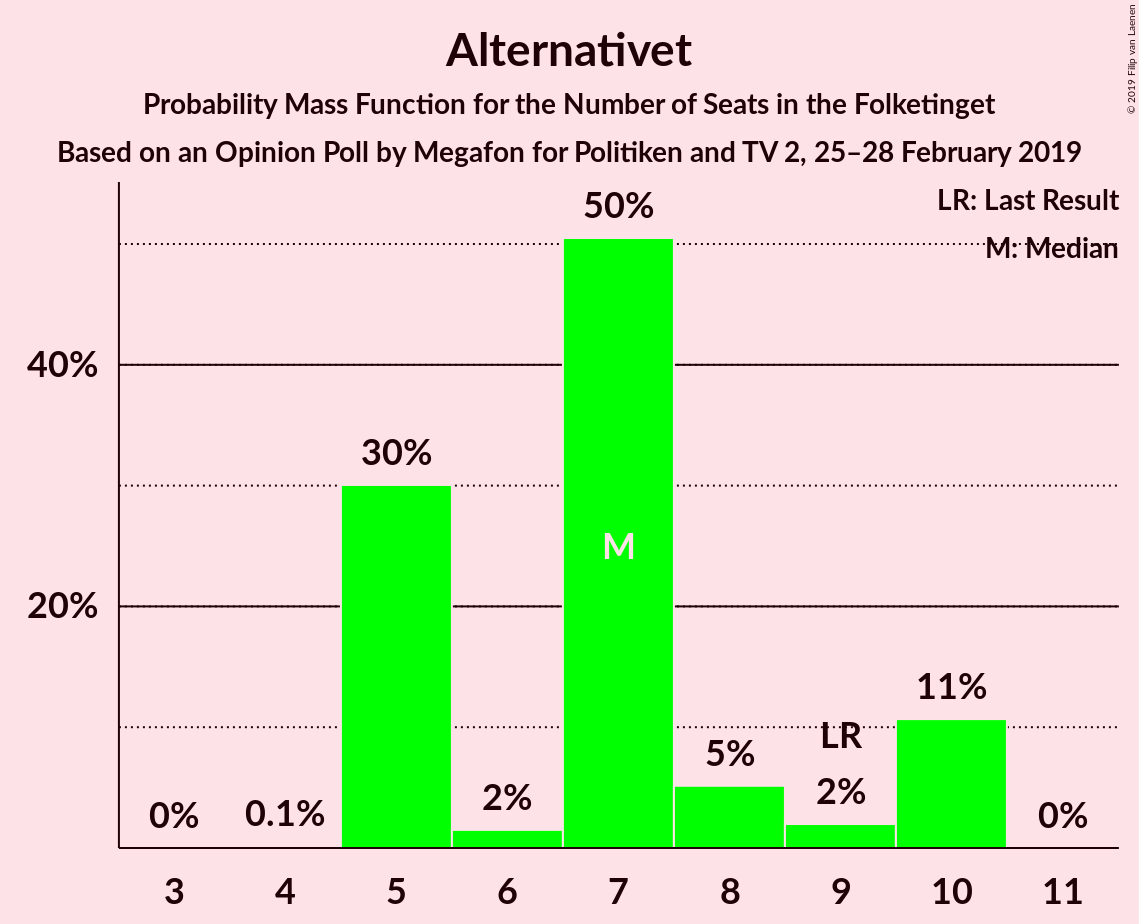 Alternativet
Probability Mass Function for the Number of Seats in the Folketinget
Based on an Opinion Poll by Megafon for Politiken and TV 2, 25–28 February 2019
© 2019 Filip van Laenen
LR: Last Result
M: Median
50%
40%
30%
M
20%
11%
LR
5%
2%
2%
0%
0.1%
0%
3 4 5 6 7 8 9 10 11